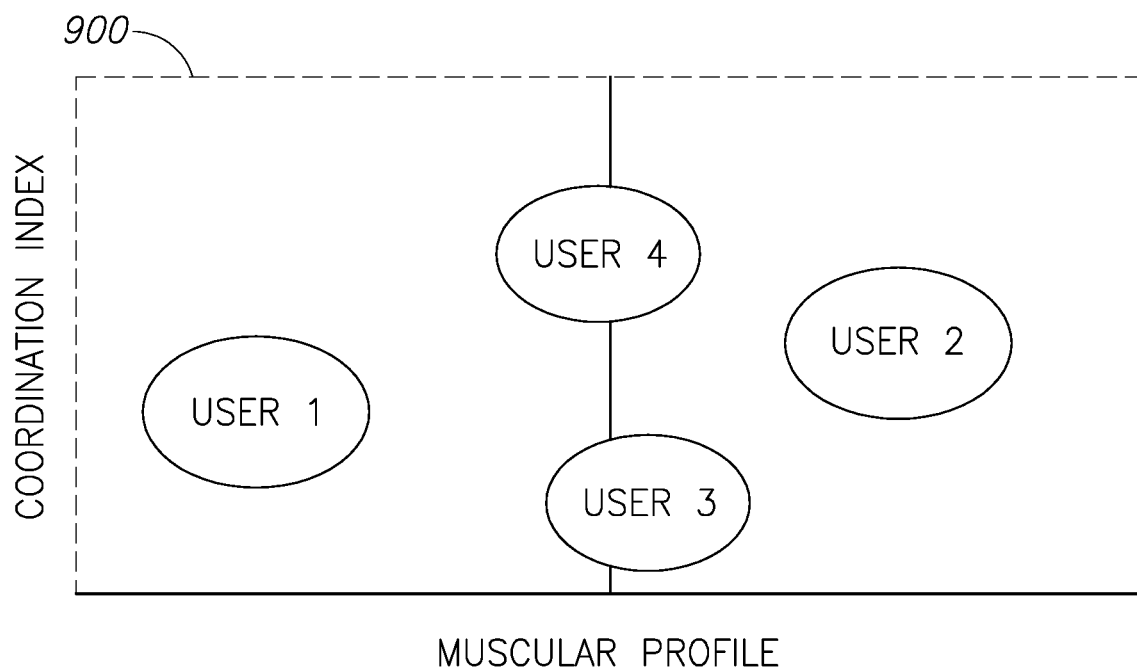 900
COORDINATION INDEX
USER 4
USER 2
USER 1
USER 3
MUSCULAR PROFILE